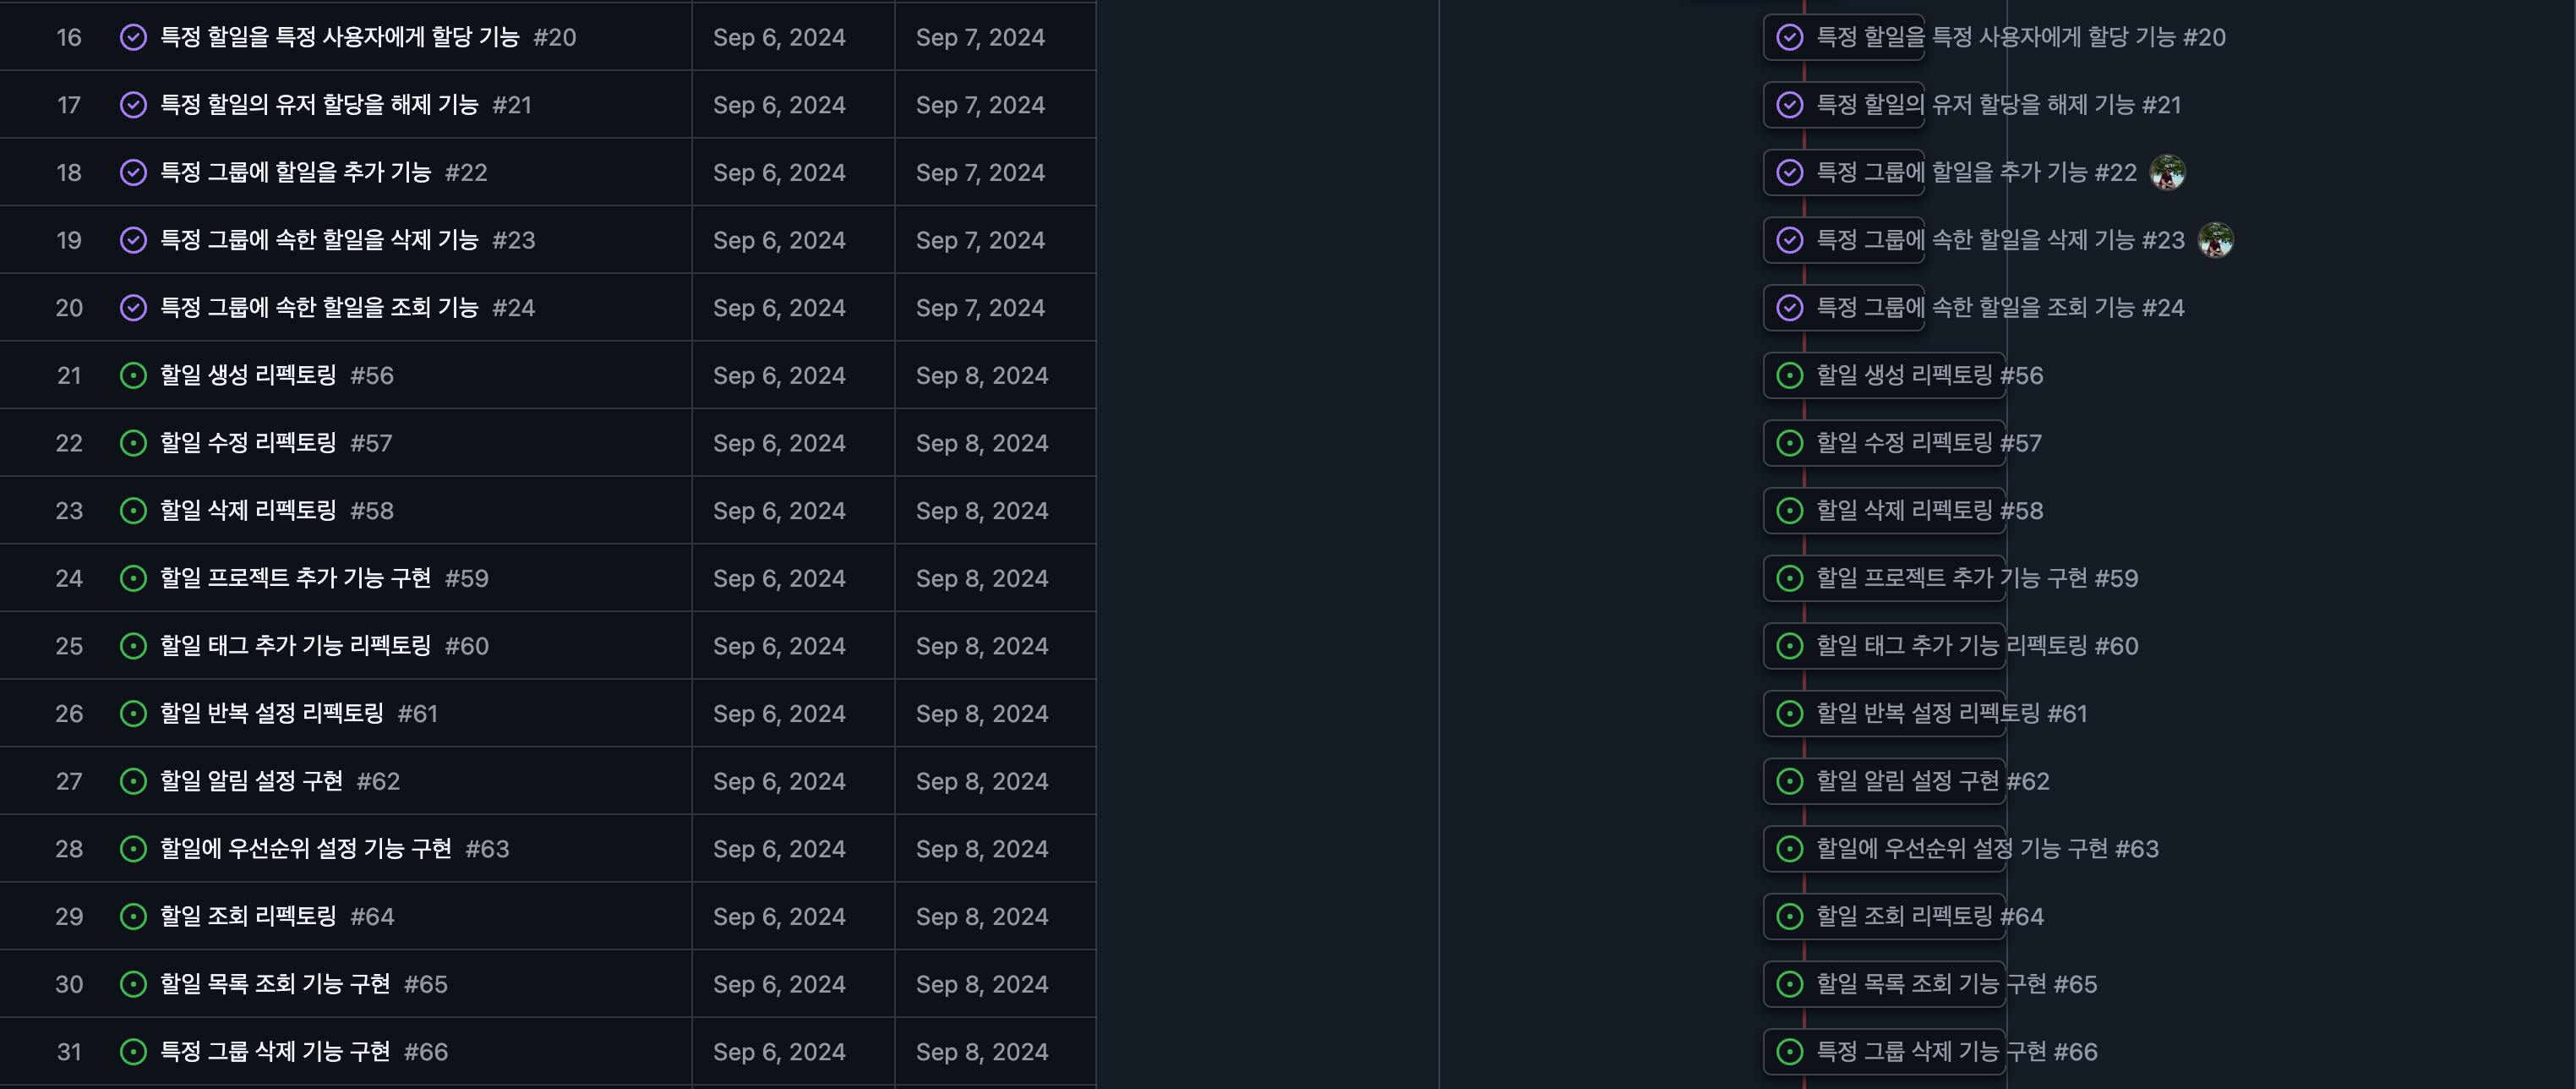 16 특정 할일을 특정 사용자에게 할당 기능 #20 Sep 6, 2024 Sep 7, 2024 특정 할일을 특정 사용자에게 할당 기능 #20
17 특정 할일의 유저 할당을 해제 기능 #21 Sep 6, 2024 Sep 7, 2024 특정 할일의 유저 할당을 해제 기능 #21
18 특정 그룹에 할일을 추가 기능 #22 Sep 6, 2024 Sep 7, 2024 특정 그룹에 할일을 추가 기능 #22
19 특정 그룹에 속한 할일을 삭제 기능 #23 Sep 6, 2024 Sep 7, 2024 특정 그룹에 속한 할일을 삭제 기능 #23
20 특정 그룹에 속한 할일을 조회 기능 #24 Sep 6, 2024 Sep 7, 2024 특정 그룹에 속한 할일을 조회 기능 #24
21 할일 생성 리펙토링 #56 Sep 6, 2024 Sep 8, 2024 할일 생성 리펙토링 #56
22 할일 수정 리펙토링 #57 Sep 6, 2024 Sep 8, 2024 할일 수정 리펙토링 #57
23 할일 삭제 리펙토링 #58 Sep 6, 2024 Sep 8, 2024 할일 삭제 리펙토링 #58
24 할일 프로젝트 추가 기능 구현 #59 Sep 6, 2024 Sep 8, 2024 할일 프로젝트 추가 기능 구현 #59
25 할일 태그 추가 기능 리펙토링 #60 Sep 6, 2024 Sep 8, 2024 할일 태그 추가 기능 리펙토링 #60
26 할일 반복 설정 리펙토링 #61 Sep 6, 2024 Sep 8, 2024 할일 반복 설정 리펙토링 #61
27 할일 알림 설정 구현 #62 Sep 6, 2024 Sep 8, 2024 할일 알림 설정 구현 #62
28 할일에 우선순위 설정 기능 구현 #63 Sep 6, 2024 Sep 8, 2024 할일에 우선순위 설정 기능 구현 #63
29 할일 조회 리펙토링 #64 Sep 6, 2024 Sep 8, 2024 할일 조회 리펙토링 #64
30 할일 목록 조회 기능 구현 #65 Sep 6, 2024 Sep 8, 2024 할일 목록 조회 기능 구현 #65
31 특정 그룹 삭제 기능 구현 #66 Sep 6, 2024 Sep 8, 2024 특정 그룹 삭제 기능 구현 #66